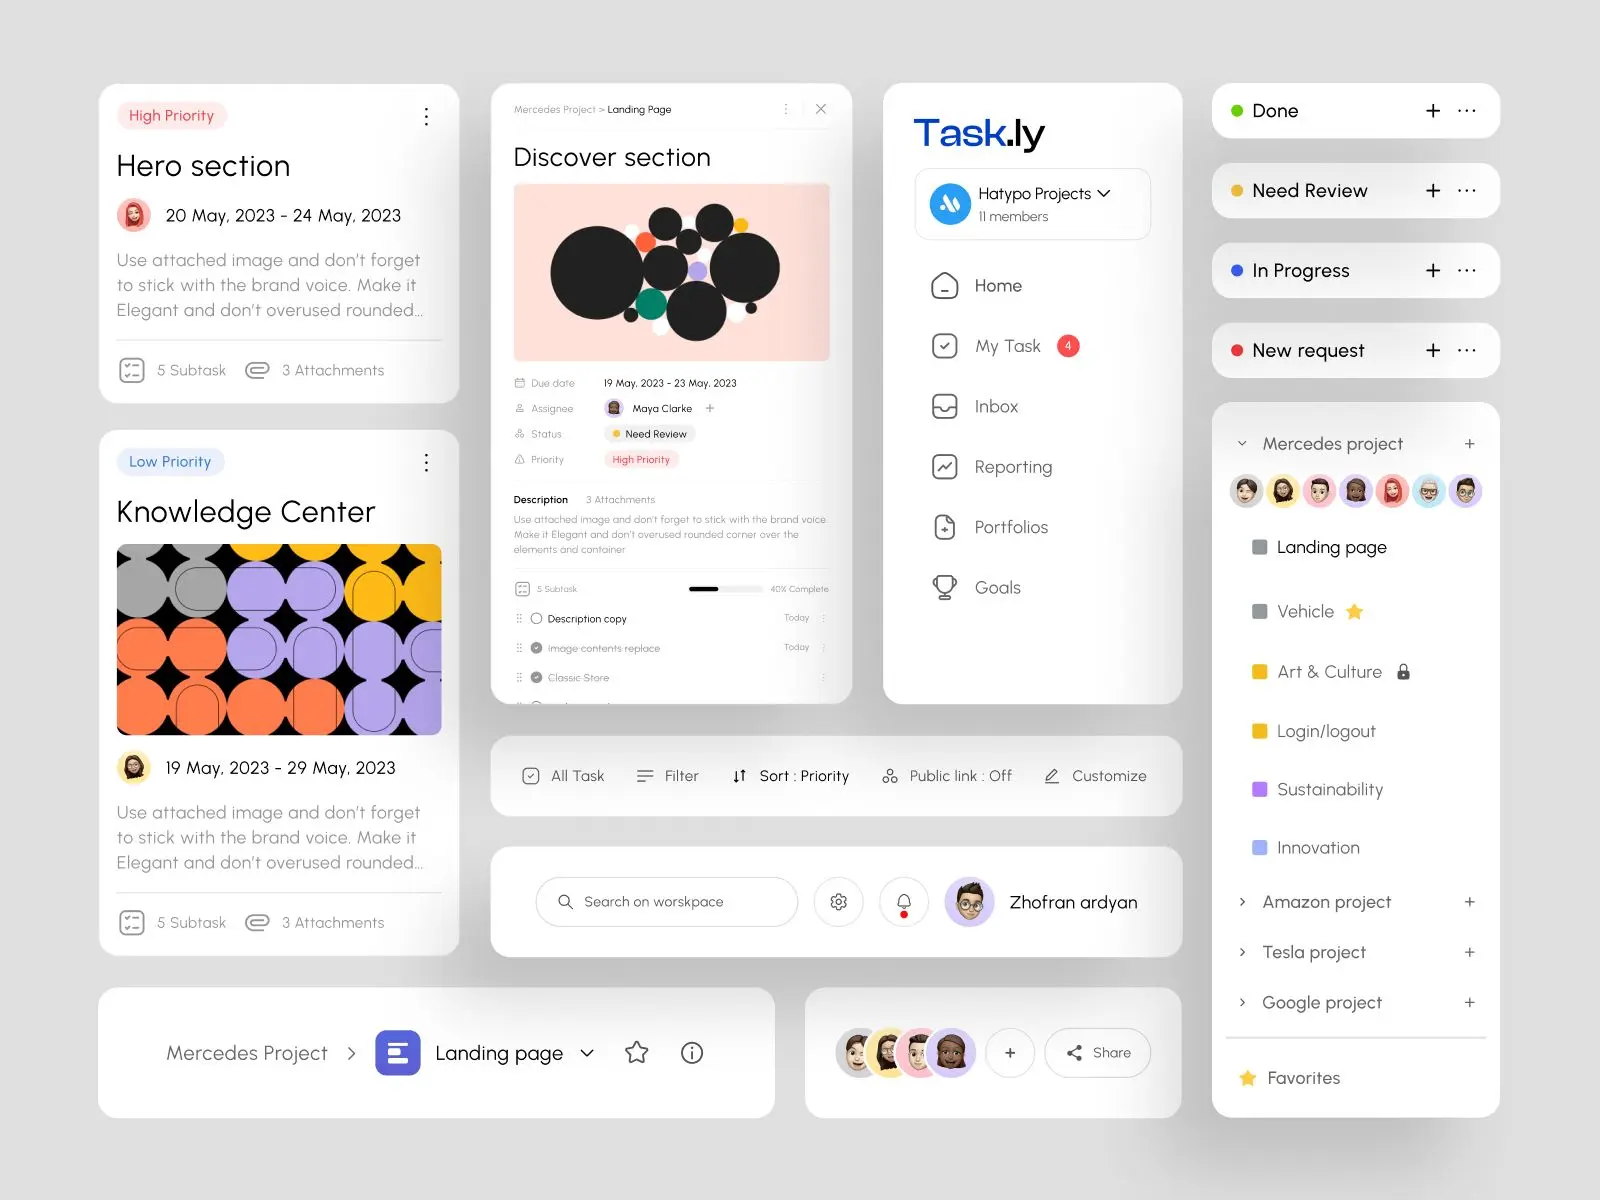 High Priority
Hero section
20 May, 2023 - 24 May, 2023
Use attached image and don't forget
to stick with the brand voice. Make it
Elegant and don't overused rounded...
5 Subtask
3 Attachments
Low Priority
Knowledge Center
19 May, 2023 - 29 May, 2023
Use attached image and don't forget
to stick with the brand voice. Make it
Elegant and don't overused rounded...
5 Subtask
3 Attachments
Mercedes Project > Landing Page
Discover section
Due date
19 May, 2023 - 23 May, 2023
Assignee
Maya Clarke
Status
Need Review
Priority
High Priority
Description
3 Attachments
Use attached image and don't forget to stick with the brand voice.
Make it Elegant and don't overused rounded corner over the
elements and container
5 Subtask
40% Complete
Description copy
Today
image contents replace
Today
Classic Store
Task.ly
Hatypo Projects
11 members
Home
My Task
4
Inbox
Reporting
Portfolios
Goals
All Task
Filter
Sort : Priority
Public link : Off
Customize
Search on worskpace
Zhofran ardyan
Mercedes Project
Landing page
Share
Done
Need Review
In Progress
New request
Mercedes project
Landing page
Vehicle
Art & Culture
Login/logout
Sustainability
Innovation
Amazon project
Tesla project
Google project
Favorites